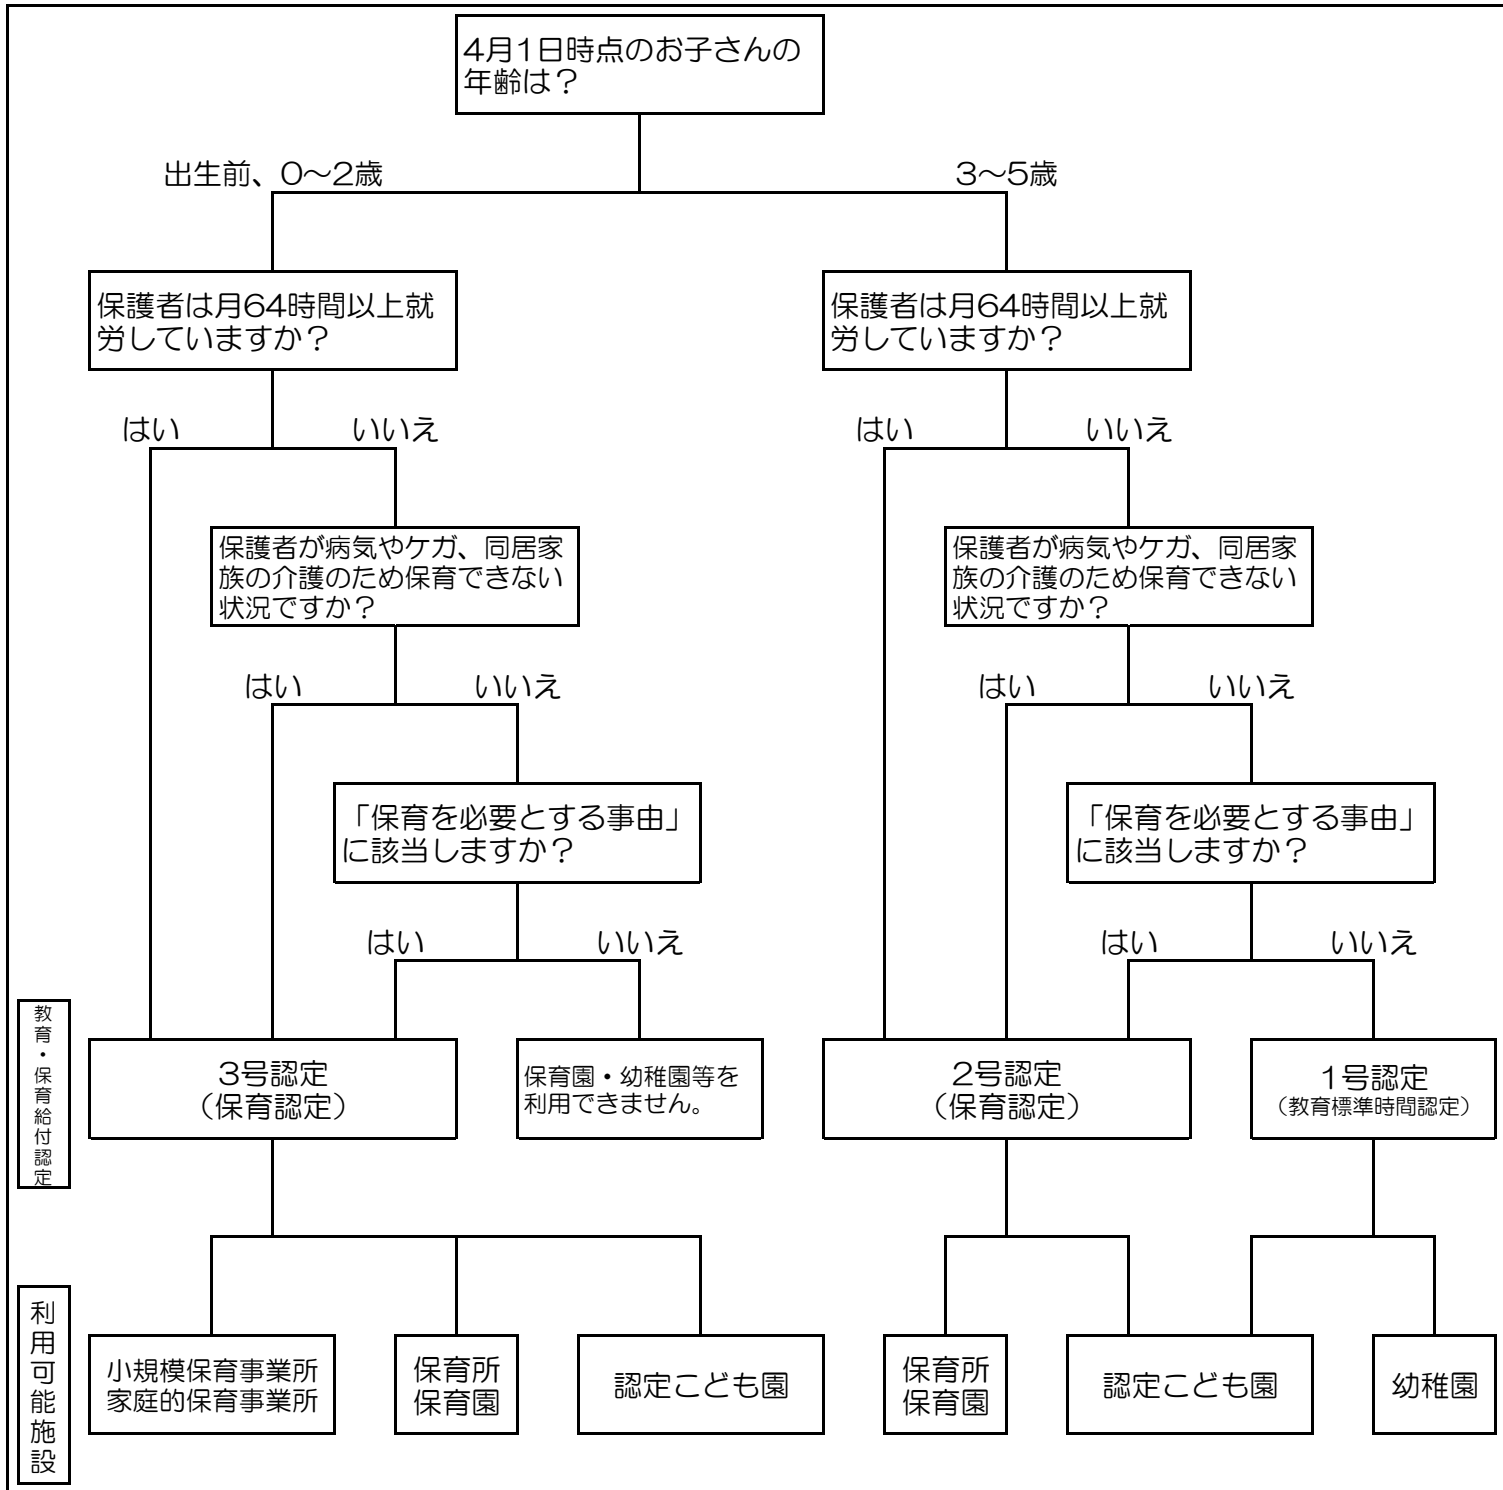 4月1日時点のお子さんの
年齢は？
出生前、0～2歳
3～5歳
保護者は月64時間以上就
労していますか？
保護者は月64時間以上就
労していますか？
はい
いいえ
はい
いいえ
保護者が病気やケガ、同居家
族の介護のため保育できない
状況ですか？
保護者が病気やケガ、同居家
族の介護のため保育できない
状況ですか？
はい
いいえ
はい
いいえ
「保育を必要とする事由」
に該当しますか？
「保育を必要とする事由」
に該当しますか？
はい
いいえ
はい
いいえ
教育・保育給付認定
3号認定
（保育認定）
保育園・幼稚園等を
利用できません。
2号認定
（保育認定）
1号認定
（教育標準時間認定）
利用可能施設
小規模保育事業所
家庭的保育事業所
保育所
保育園
認定こども園
保育所
保育園
認定こども園
幼稚園